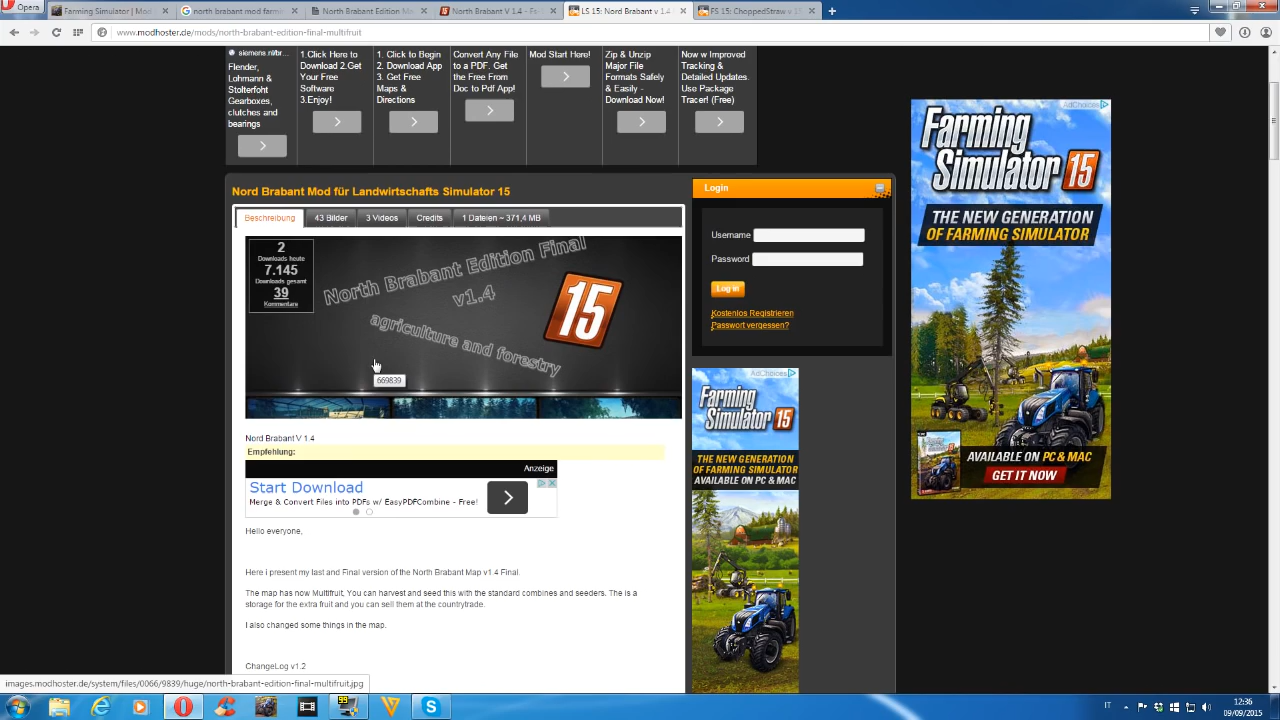 Opera
Farming Simulator | Mod
north brabant mod farmin
North Brabant Edition Me
North Brabant V 1.4 - Fa
LS 15: Nord Brabant v 1.4
FS 15: ChoppedStraw v
www.modhoster.de/mods/north-brabant-edition-final-multifruit
Flender,
Lohmann &
Stolterfoht
Gearboxes,
clutches and
bearings
1.Click Here to
Download 2.Get
Your Free
Software
3.Enjoy!
1. Click to Begin
2. Download App
3. Get Free
Maps &
Directions
Convert Any File
to a PDF. Get
the Free From
Doc to Pdf App!
Mod Start Here!
Zip & Unzip
Major File
Formats Safely
& Easily -
Download Now!
Now w Improved
Tracking &
Detailed Updates.
Use Package
Tracer! (Free)
Nord Brabant Mod für Landwirtschafts Simulator 15
Beschreibung
43 Bilder
3 Videos
Credits
1 Dateien ~ 371,4 MB
2
Downloads heute
7.145
Downloads gesamt
39
Kommentare
North Brabant Edition Final
v1.4
agriculture and forestry
15
669839
Nord Brabant V 1.4
Empfehlung:
Anzeige
Start Download
Merge & Convert Files into PDFs w/ EasyPDFCombine - Free!
Hello everyone,
Here i present my last and Final version of the North Brabant Map v1.4 Final.
The map has now Multifruit, You can harvest and seed this with the standard combines and seeders. The is a
storage for the extra fruit and you can sell them at the countrytrade.
I also changed some things in the map.
ChangeLog v1.2
Login
Username
Password
Log in
Kostenlos Registrieren
Passwort vergessen?
AdChoices
Farming
Simulator 15
THE NEW GENERATION
OF FARMING SIMULATOR
AVAILABLE ON PC & MAC
AdChoices
Farming
Simulator 15
THE NEW GENERATION
OF FARMING SIMULATOR
AVAILABLE ON PC & MAC
GET IT NOW
images.modhoster.de/system/files/0066/9839/huge/north-brabant-edition-final-multifruit.jpg
IT
12:36
09/09/2015